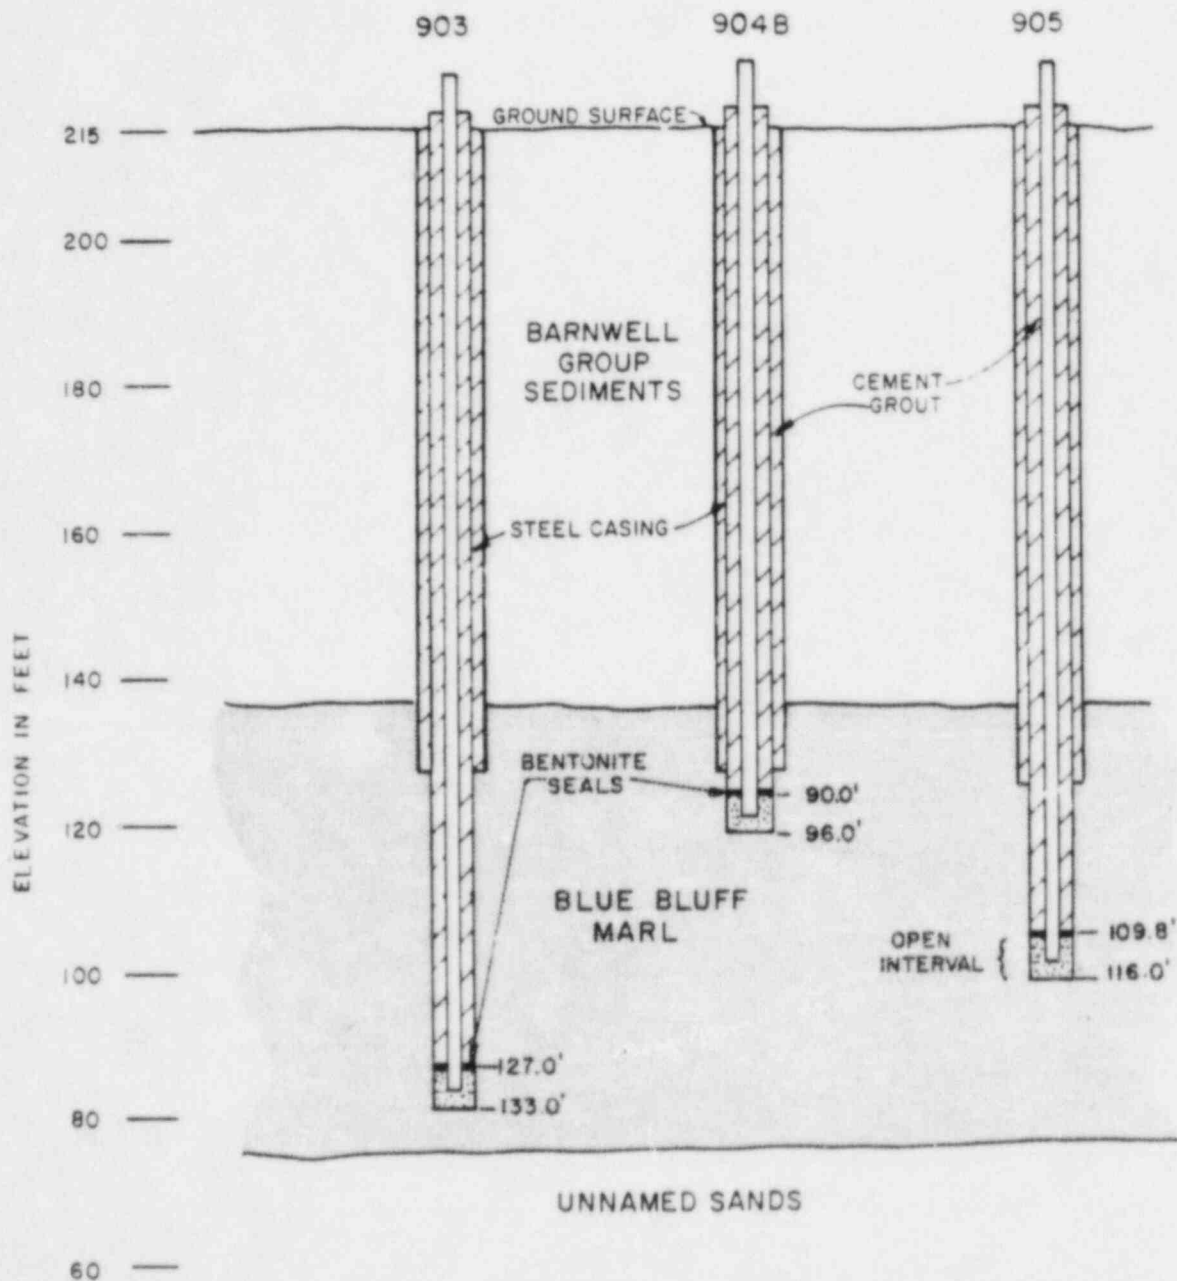 903
904B
905
GROUND SURFACE
215
200
BARNWELL
GROUP
SEDIMENTS
180
CEMENT
GROUT
160
STEEL CASING
ELEVATION IN FEET
140
BENTONITE
SEALS
90.0'
120
96.0'
BLUE BLUFF
MARL
OPEN
INTERVAL
109.8'
100
116.0'
127.0'
133.0'
80
UNNAMED SANDS
60